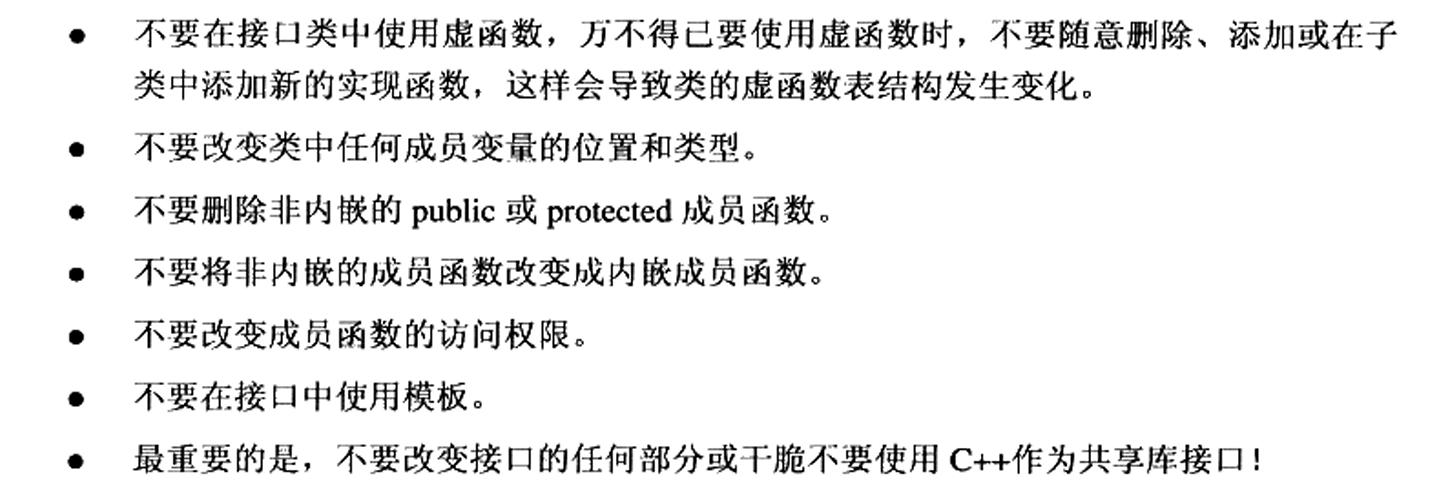 ● 不要在接口类中使用虚函数，万不得已要使用虚函数时，不要随意删除、添加或在子
类中添加新的实现函数，这样会导致类的虚函数表结构发生变化。
● 不要改变类中任何成员变量的位置和类型。
● 不要删除非内嵌的 public 或 protected 成员函数。
● 不要将非内嵌的成员函数改变成内嵌成员函数。
● 不要改变成员函数的访问权限。
● 不要在接口中使用模板。
● 最重要的是，不要改变接口的任何部分或干脆不要使用 C++作为共享库接口！